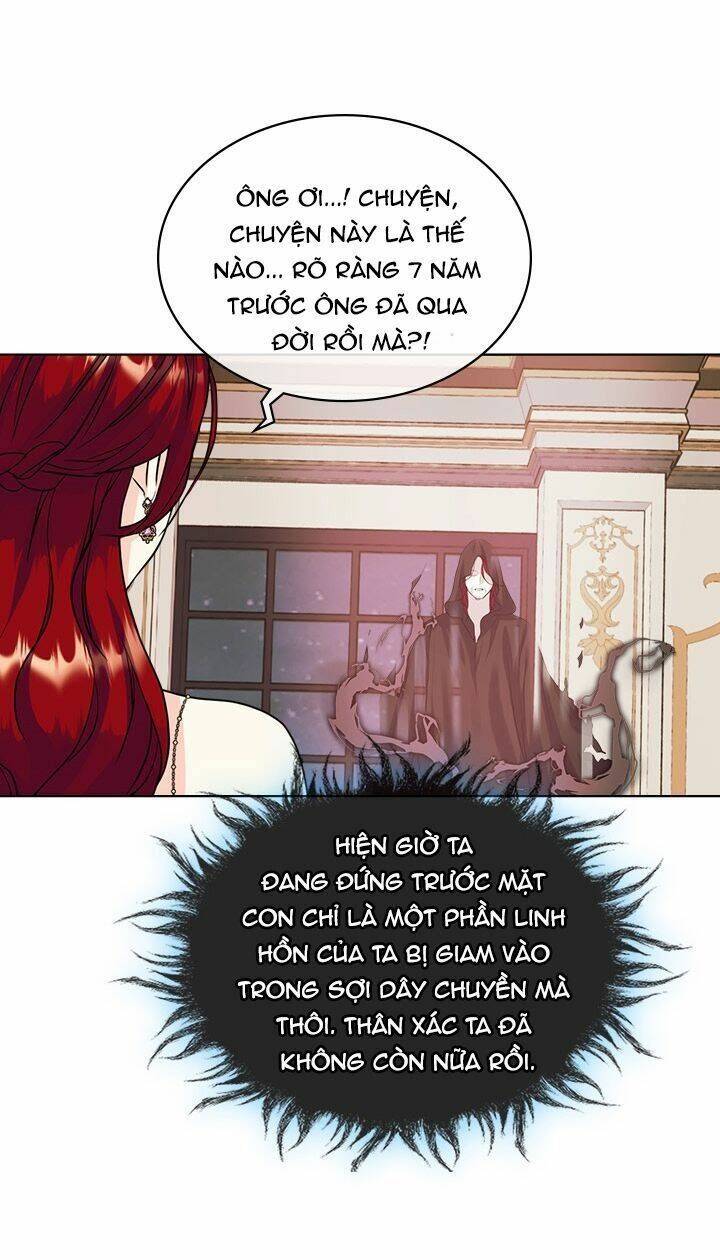 ÔNG ƠI...! CHUYỆN,
CHUYỆN NÀY LÀ THẾ
NÀO... RÕ RÀNG 7 NĂM
TRƯỚC ÔNG ĐÃ QUA
ĐỜI RỒI MÀ?!
HIỆN GIỜ TA
ĐANG ĐỨNG TRƯỚC MẶT
CON CHỈ LÀ MỘT PHẦN LINH
HỒN CỦA TA BỊ GIAM VÀO
TRONG SỢI DÂY CHUYỀN MÀ
THÔI. THÂN XÁC TA ĐÃ
KHÔNG CÒN NỮA RỒI.